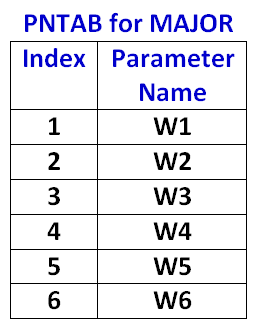 PNTAB for MAJOR
Index Parameter Name
1 W1
2 W2
3 W3
4 W4
5 W5
6 W6